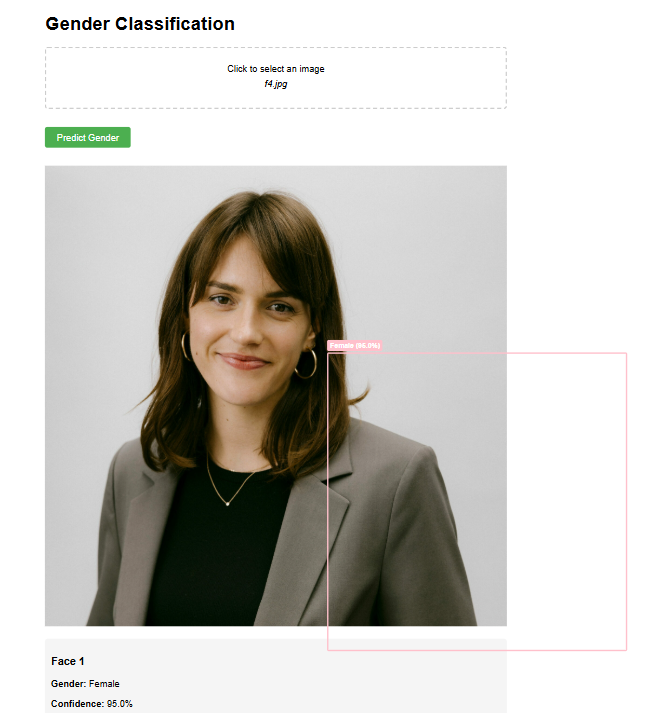 Gender Classification
Click to select an image
f4.jpg
Predict Gender
Female (95.0%)
Face 1
Gender: Female
Confidence: 95.0%